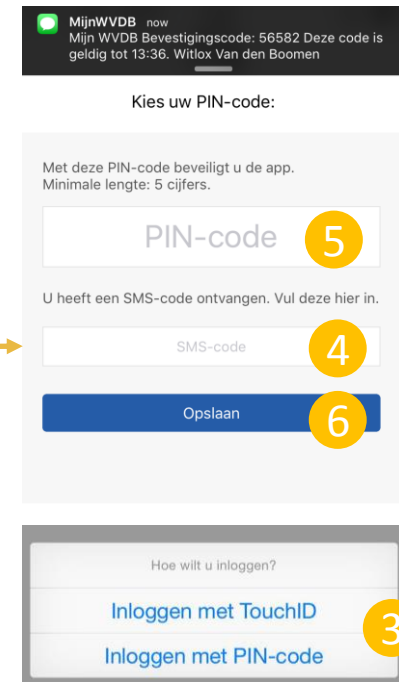 MijnWVDB now
Mijn WVDB Bevestigingscode: 56582 Deze code is
geldig tot 13:36. Witlox Van den Boomen
Kies uw PIN-code:
Met deze PIN-code beveiligt u de app.
Minimale lengte: 5 cijfers.
PIN-code 5
U heeft een SMS-code ontvangen. Vul deze hier in.
SMS-code 4
Opslaan 6
Hoe wilt u inloggen?
Inloggen met TouchID
3
Inloggen met PIN-code